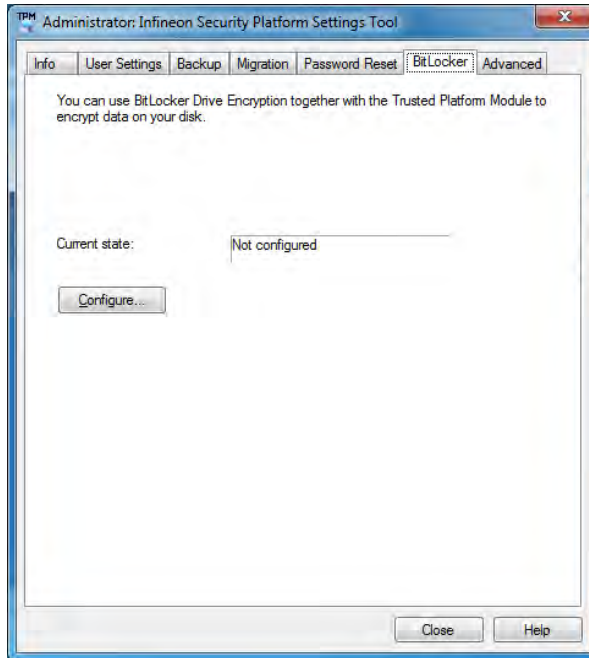 TPM Administrator: Infineon Security Platform Settings Tool
Info User Settings Backup Migration Password Reset BitLocker Advanced
You can use BitLocker Drive Encryption together with the Trusted Platform Module to
encrypt data on your disk.
Current state: Not configured
Configure...
Close Help